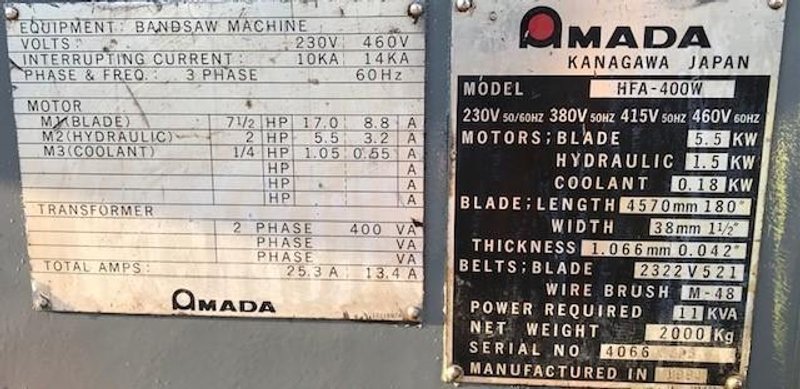 EQUIPMENT: BANDSAW MACHINE
VOLTS: 230V 460V
INTERRUPTING CURRENT: 10KA 14KA
PHASE & FREQ.: 3 PHASE 60Hz
MOTOR
M1(BLADE) 7 1/2 HP 17.0 8.8 A
M2(HYDRAULIC) 2 HP 5.5 3.2 A
M3(COOLANT) 1/4 HP 1.05 0.55 A
HP A
HP A
HP A
TRANSFORMER
2 PHASE 400 VA
PHASE VA
PHASE VA
TOTAL AMPS: 25.3 A 13.4 A
AMADA
AMADA
KANAGAWA JAPAN
MODEL HFA-400W
230V 50/60HZ 380V 50HZ 415V 50HZ 460V 60HZ
MOTORS; BLADE 5.5 KW
HYDRAULIC 1.5 KW
COOLANT 0.18 KW
BLADE; LENGTH 4570mm 180"
WIDTH 38mm 1 1/2"
THICKNESS 1.066mm 0.042"
BELTS; BLADE 2322V521
WIRE BRUSH M-48
POWER REQUIRED 11 KVA
NET WEIGHT 2000 Kg
SERIAL NO 4066
MANUFACTURED IN